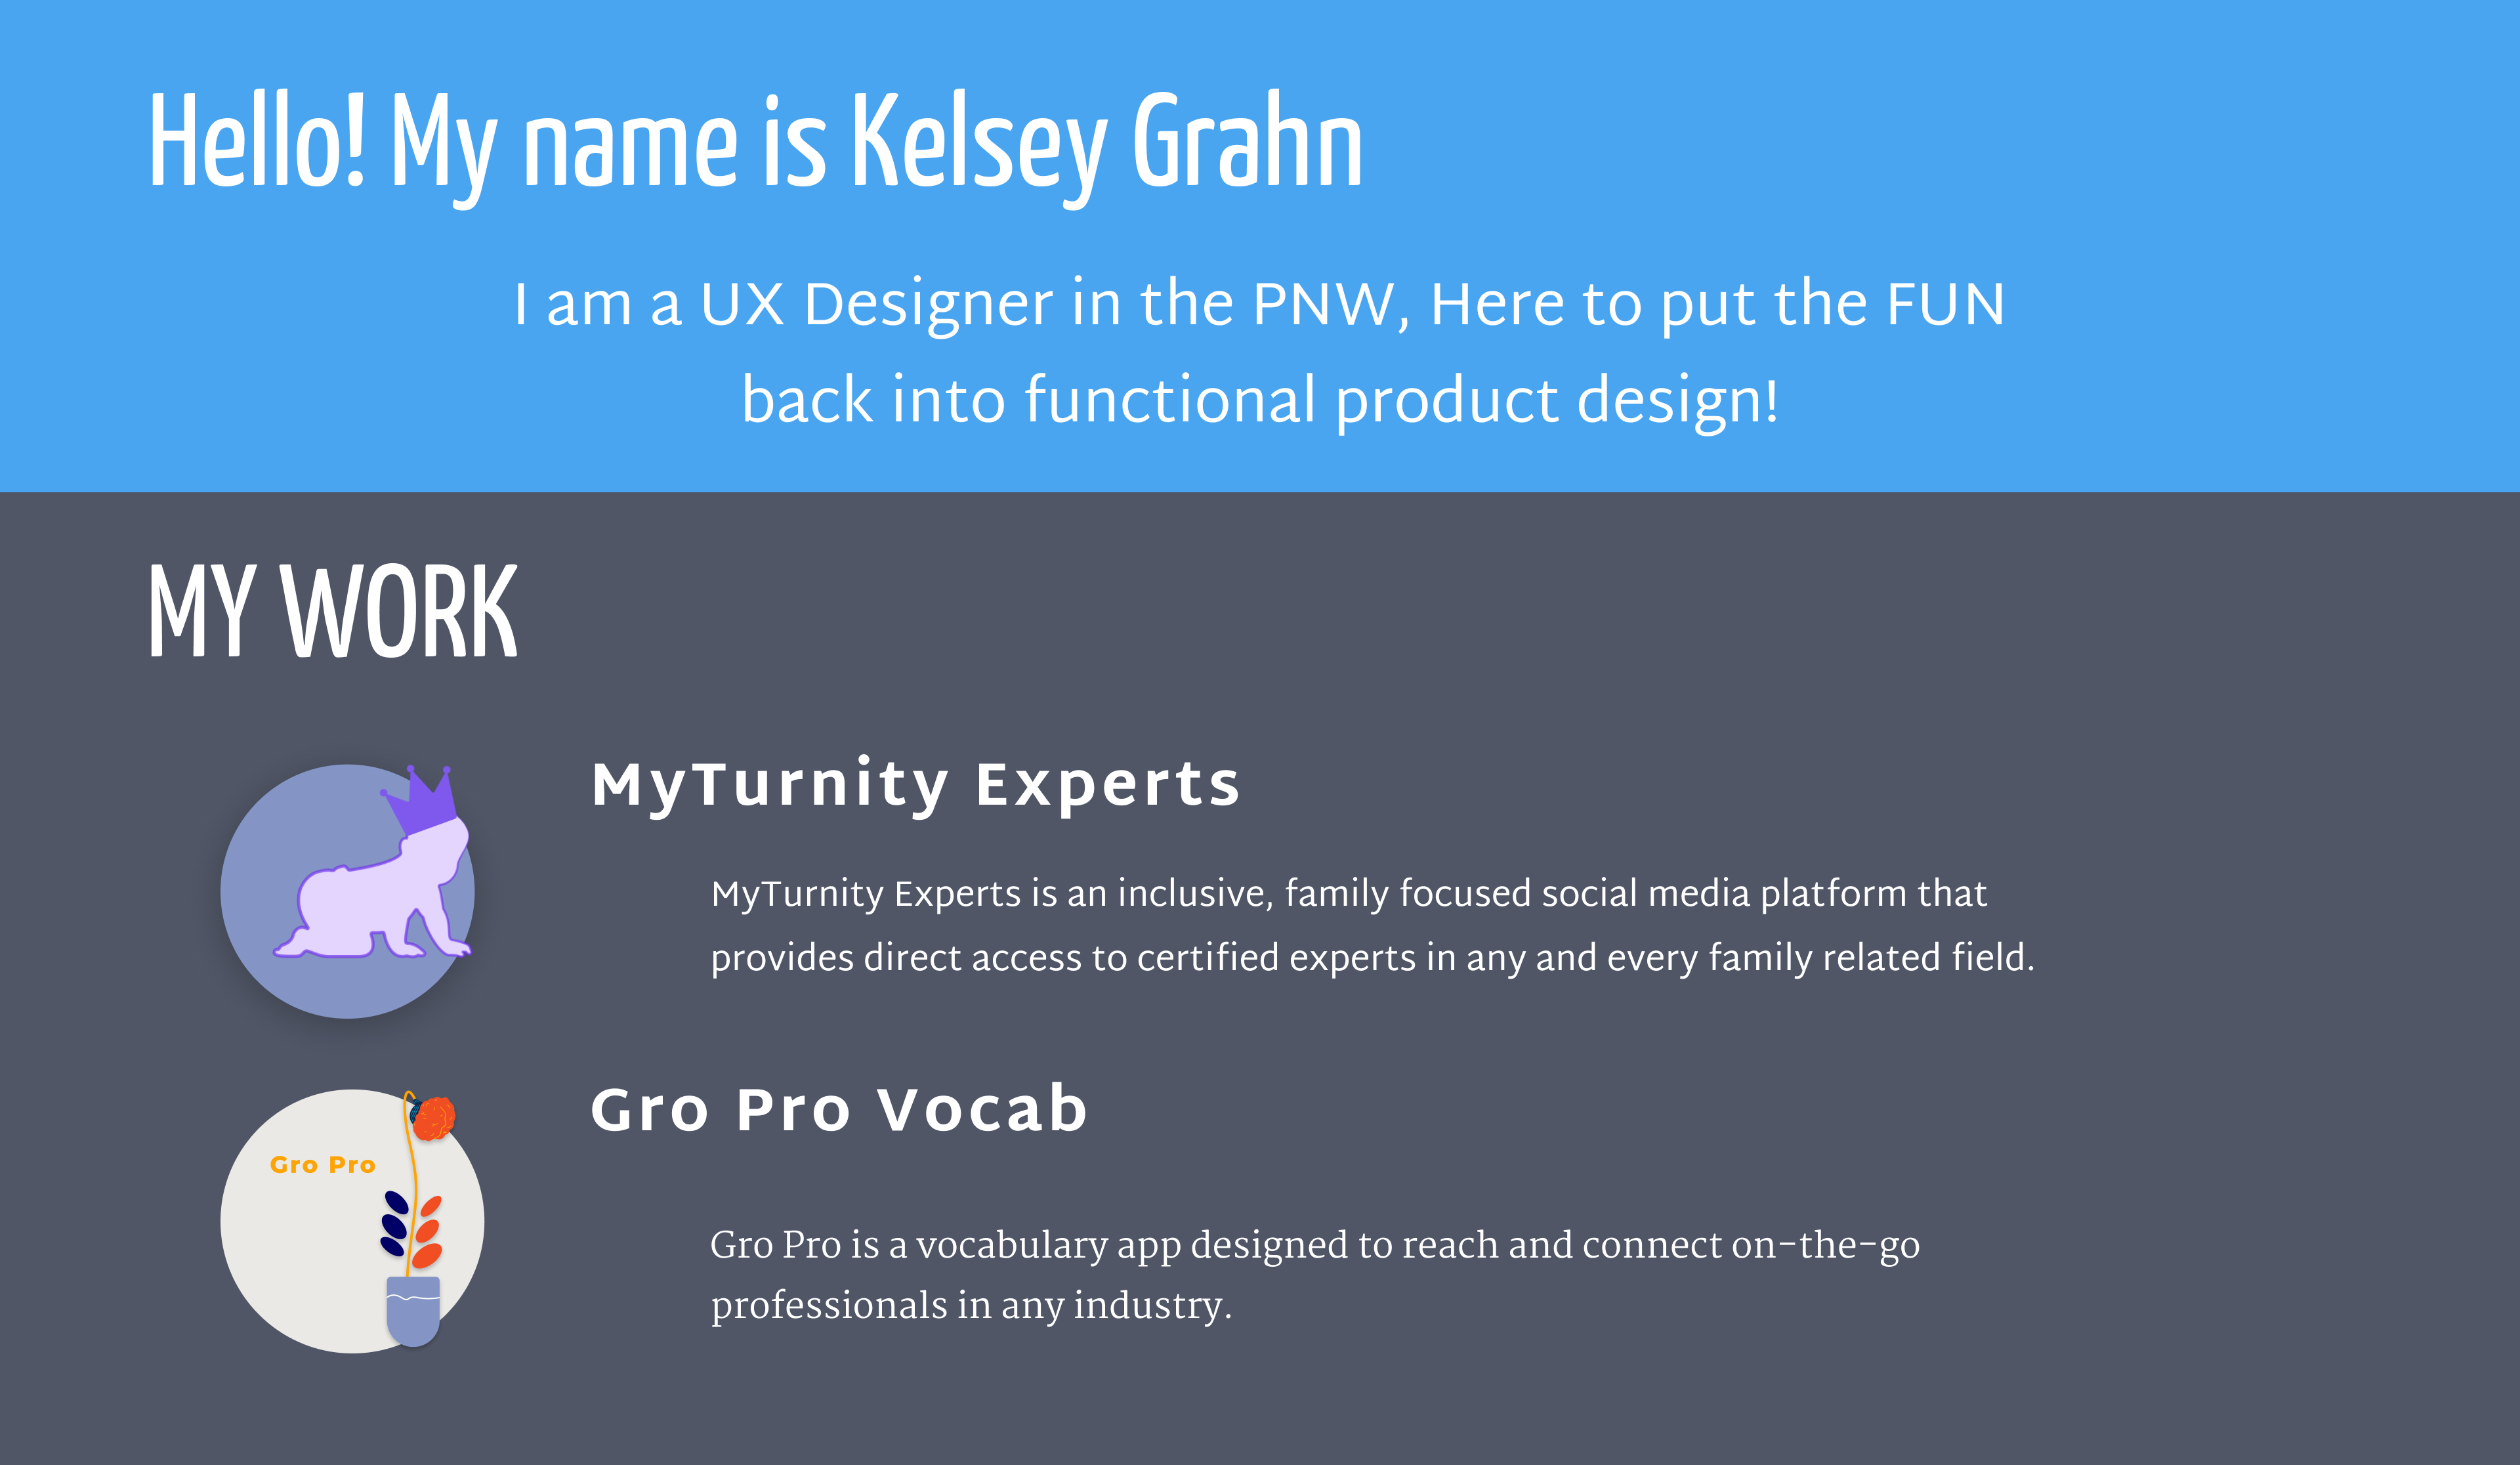 Hello! My name is Kelsey Grahn
I am a UX Designer in the PNW, Here to put the FUN
back into functional product design!
MY WORK
MyTurnity Experts
MyTurnity Experts is an inclusive, family focused social media platform that
provides direct access to certified experts in any and every family related field.
Gro Pro
Gro Pro Vocab
Gro Pro is a vocabulary app designed to reach and connect on-the-go
professionals in any industry.